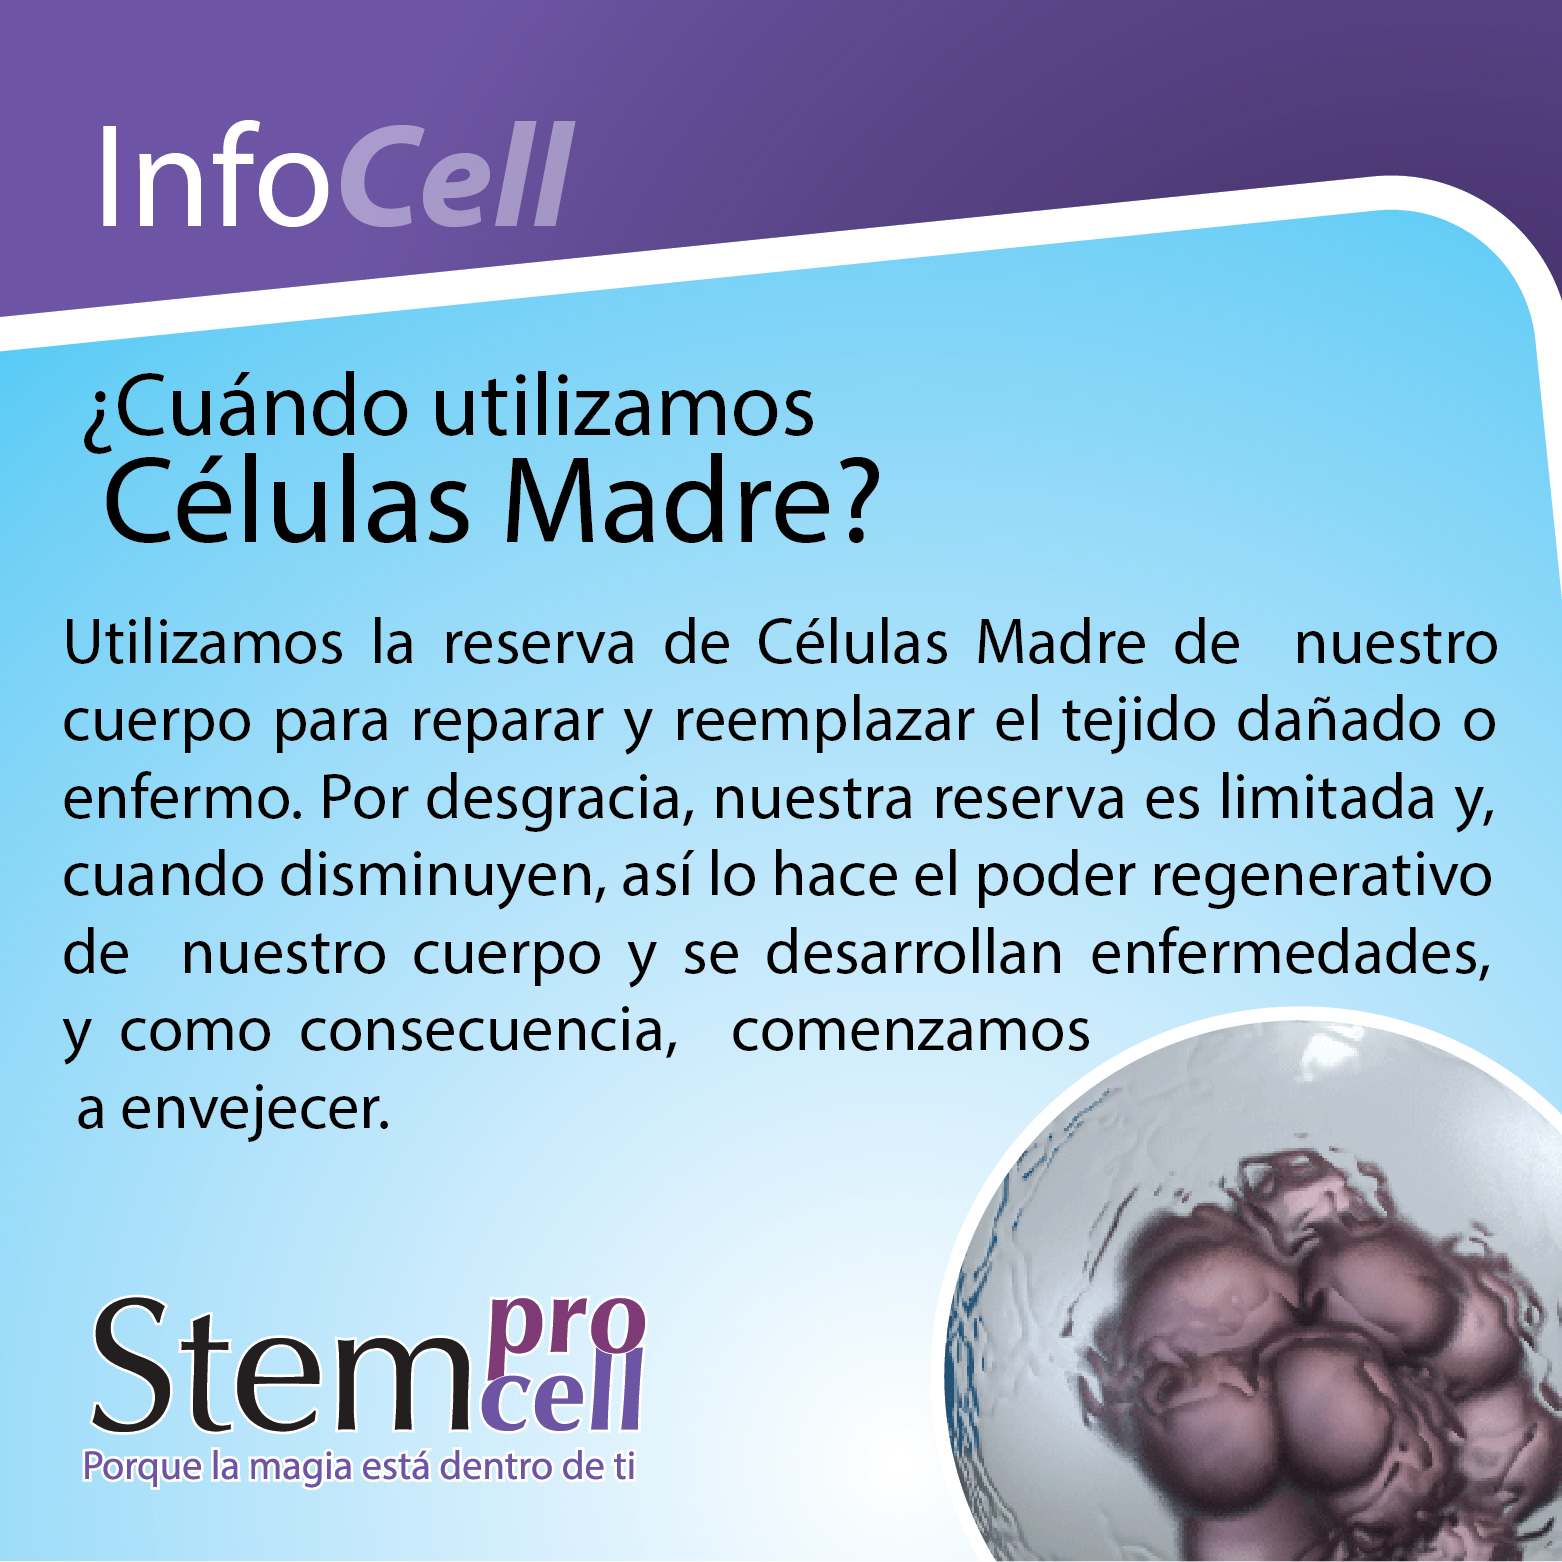 InfoCell
¿Cuándo utilizamos
Células Madre?
Utilizamos la reserva de Células Madre de nuestro
cuerpo para reparar y reemplazar el tejido dañado o
enfermo. Por desgracia, nuestra reserva es limitada y,
cuando disminuyen, así lo hace el poder regenerativo
de nuestro cuerpo y se desarrollan enfermedades,
y como consecuencia, comenzamos
a envejecer.
Stem pro cell
Porque la magia está dentro de ti